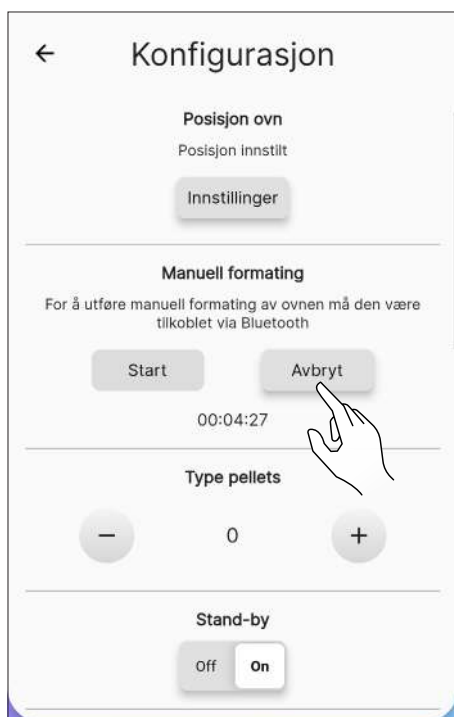 ← Konfigurasjon
Posisjon ovn
Posisjon innstilt
Innstillinger
Manuell formating
For å utføre manuell formating av ovnen må den være
tilkoblet via Bluetooth
Start Avbryt
00:04:27
Type pellets
− 0 +
Stand-by
Off On